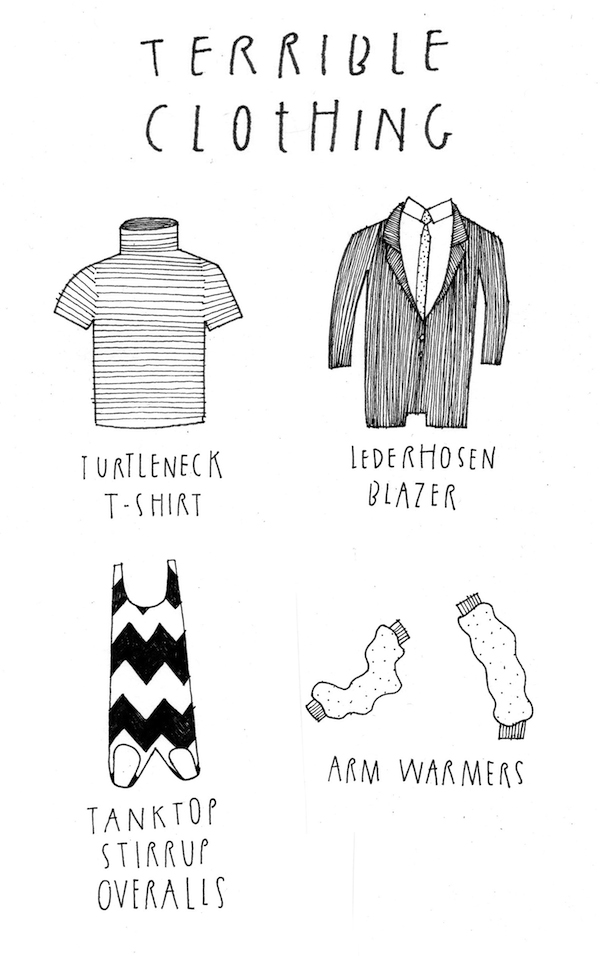 TERRIBLE
CLOTHING
TURTLENECK
T-SHIRT
LEDERHOSEN
BLAZER
TANKTOP
STIRRUP
OVERALLS
ARM WARMERS